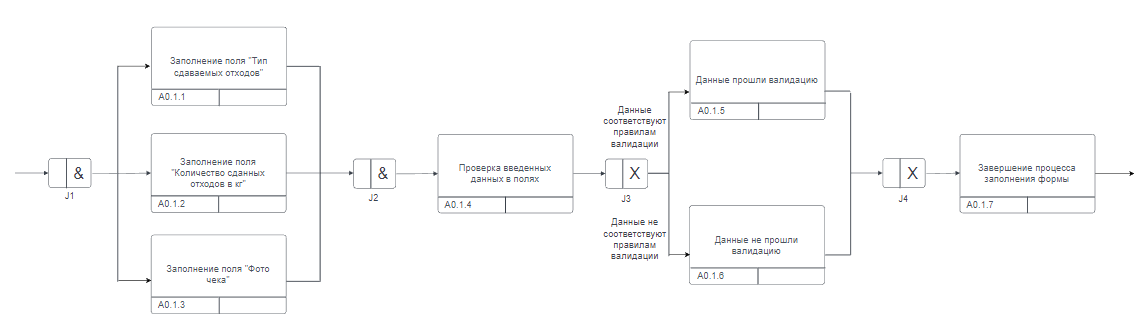 &
J1
Заполнение поля "Тип
сдаваемых отходов"
A0.1.1
Заполнение поля
"Количество сданных
отходов в кг"
A0.1.2
Заполнение поля "Фото
чека"
A0.1.3
&
J2
Проверка введенных
данных в полях
A0.1.4
X
J3
Данные
соответствуют
правилам
валидации
Данные не
соответствуют
правилам
валидации
Данные прошли валидацию
A0.1.5
Данные не прошли
валидацию
A0.1.6
X
J4
Завершение процесса
заполнения формы
A0.1.7